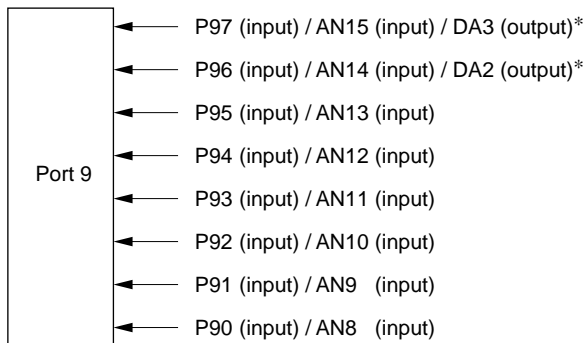 P97 (input) / AN15 (input) / DA3 (output)*
P96 (input) / AN14 (input) / DA2 (output)*
P95 (input) / AN13 (input)
P94 (input) / AN12 (input)
Port 9
P93 (input) / AN11 (input)
P92 (input) / AN10 (input)
P91 (input) / AN9 (input)
P90 (input) / AN8 (input)